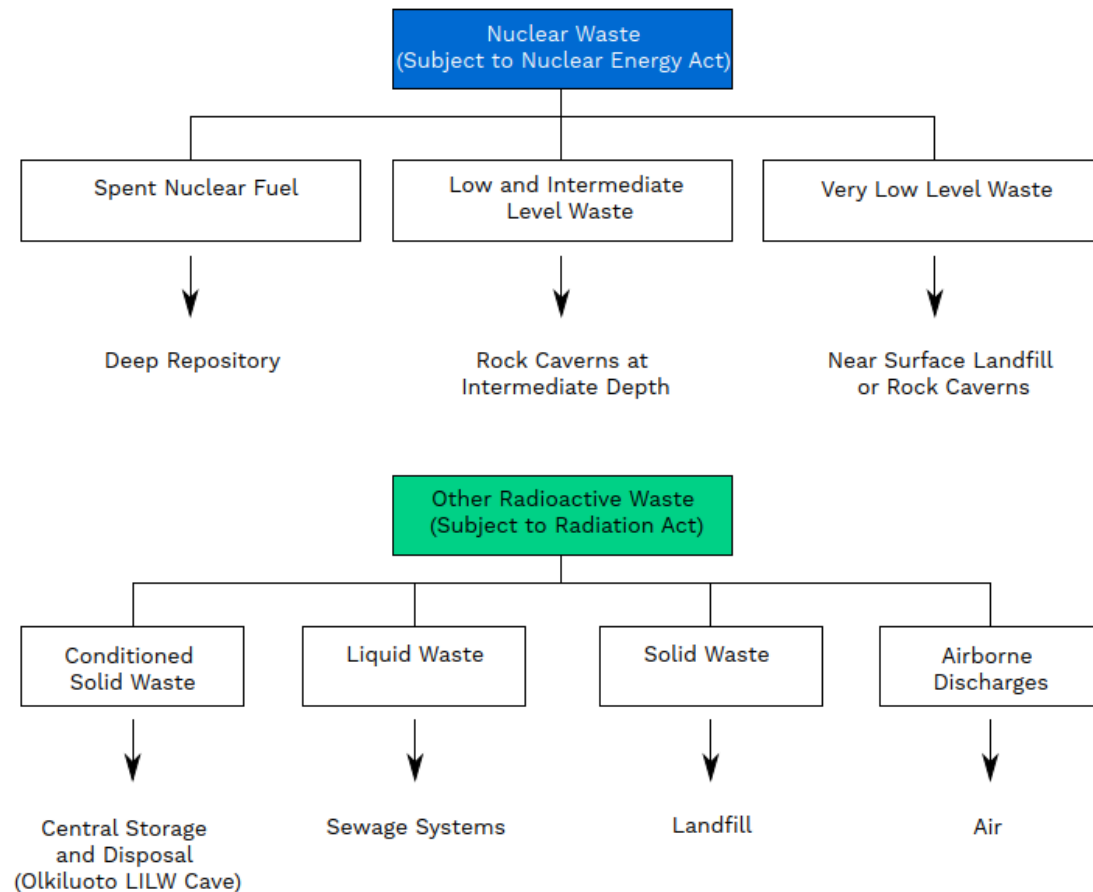 Nuclear Waste
(Subject to Nuclear Energy Act)
Spent Nuclear Fuel
Low and Intermediate
Level Waste
Very Low Level Waste
Deep Repository
Rock Caverns at
Intermediate Depth
Near Surface Landfill
or Rock Caverns
Other Radioactive Waste
(Subject to Radiation Act)
Conditioned
Solid Waste
Liquid Waste
Solid Waste
Airborne
Discharges
Central Storage
and Disposal
(Olkiluoto LILW Cave)
Sewage Systems
Landfill
Air